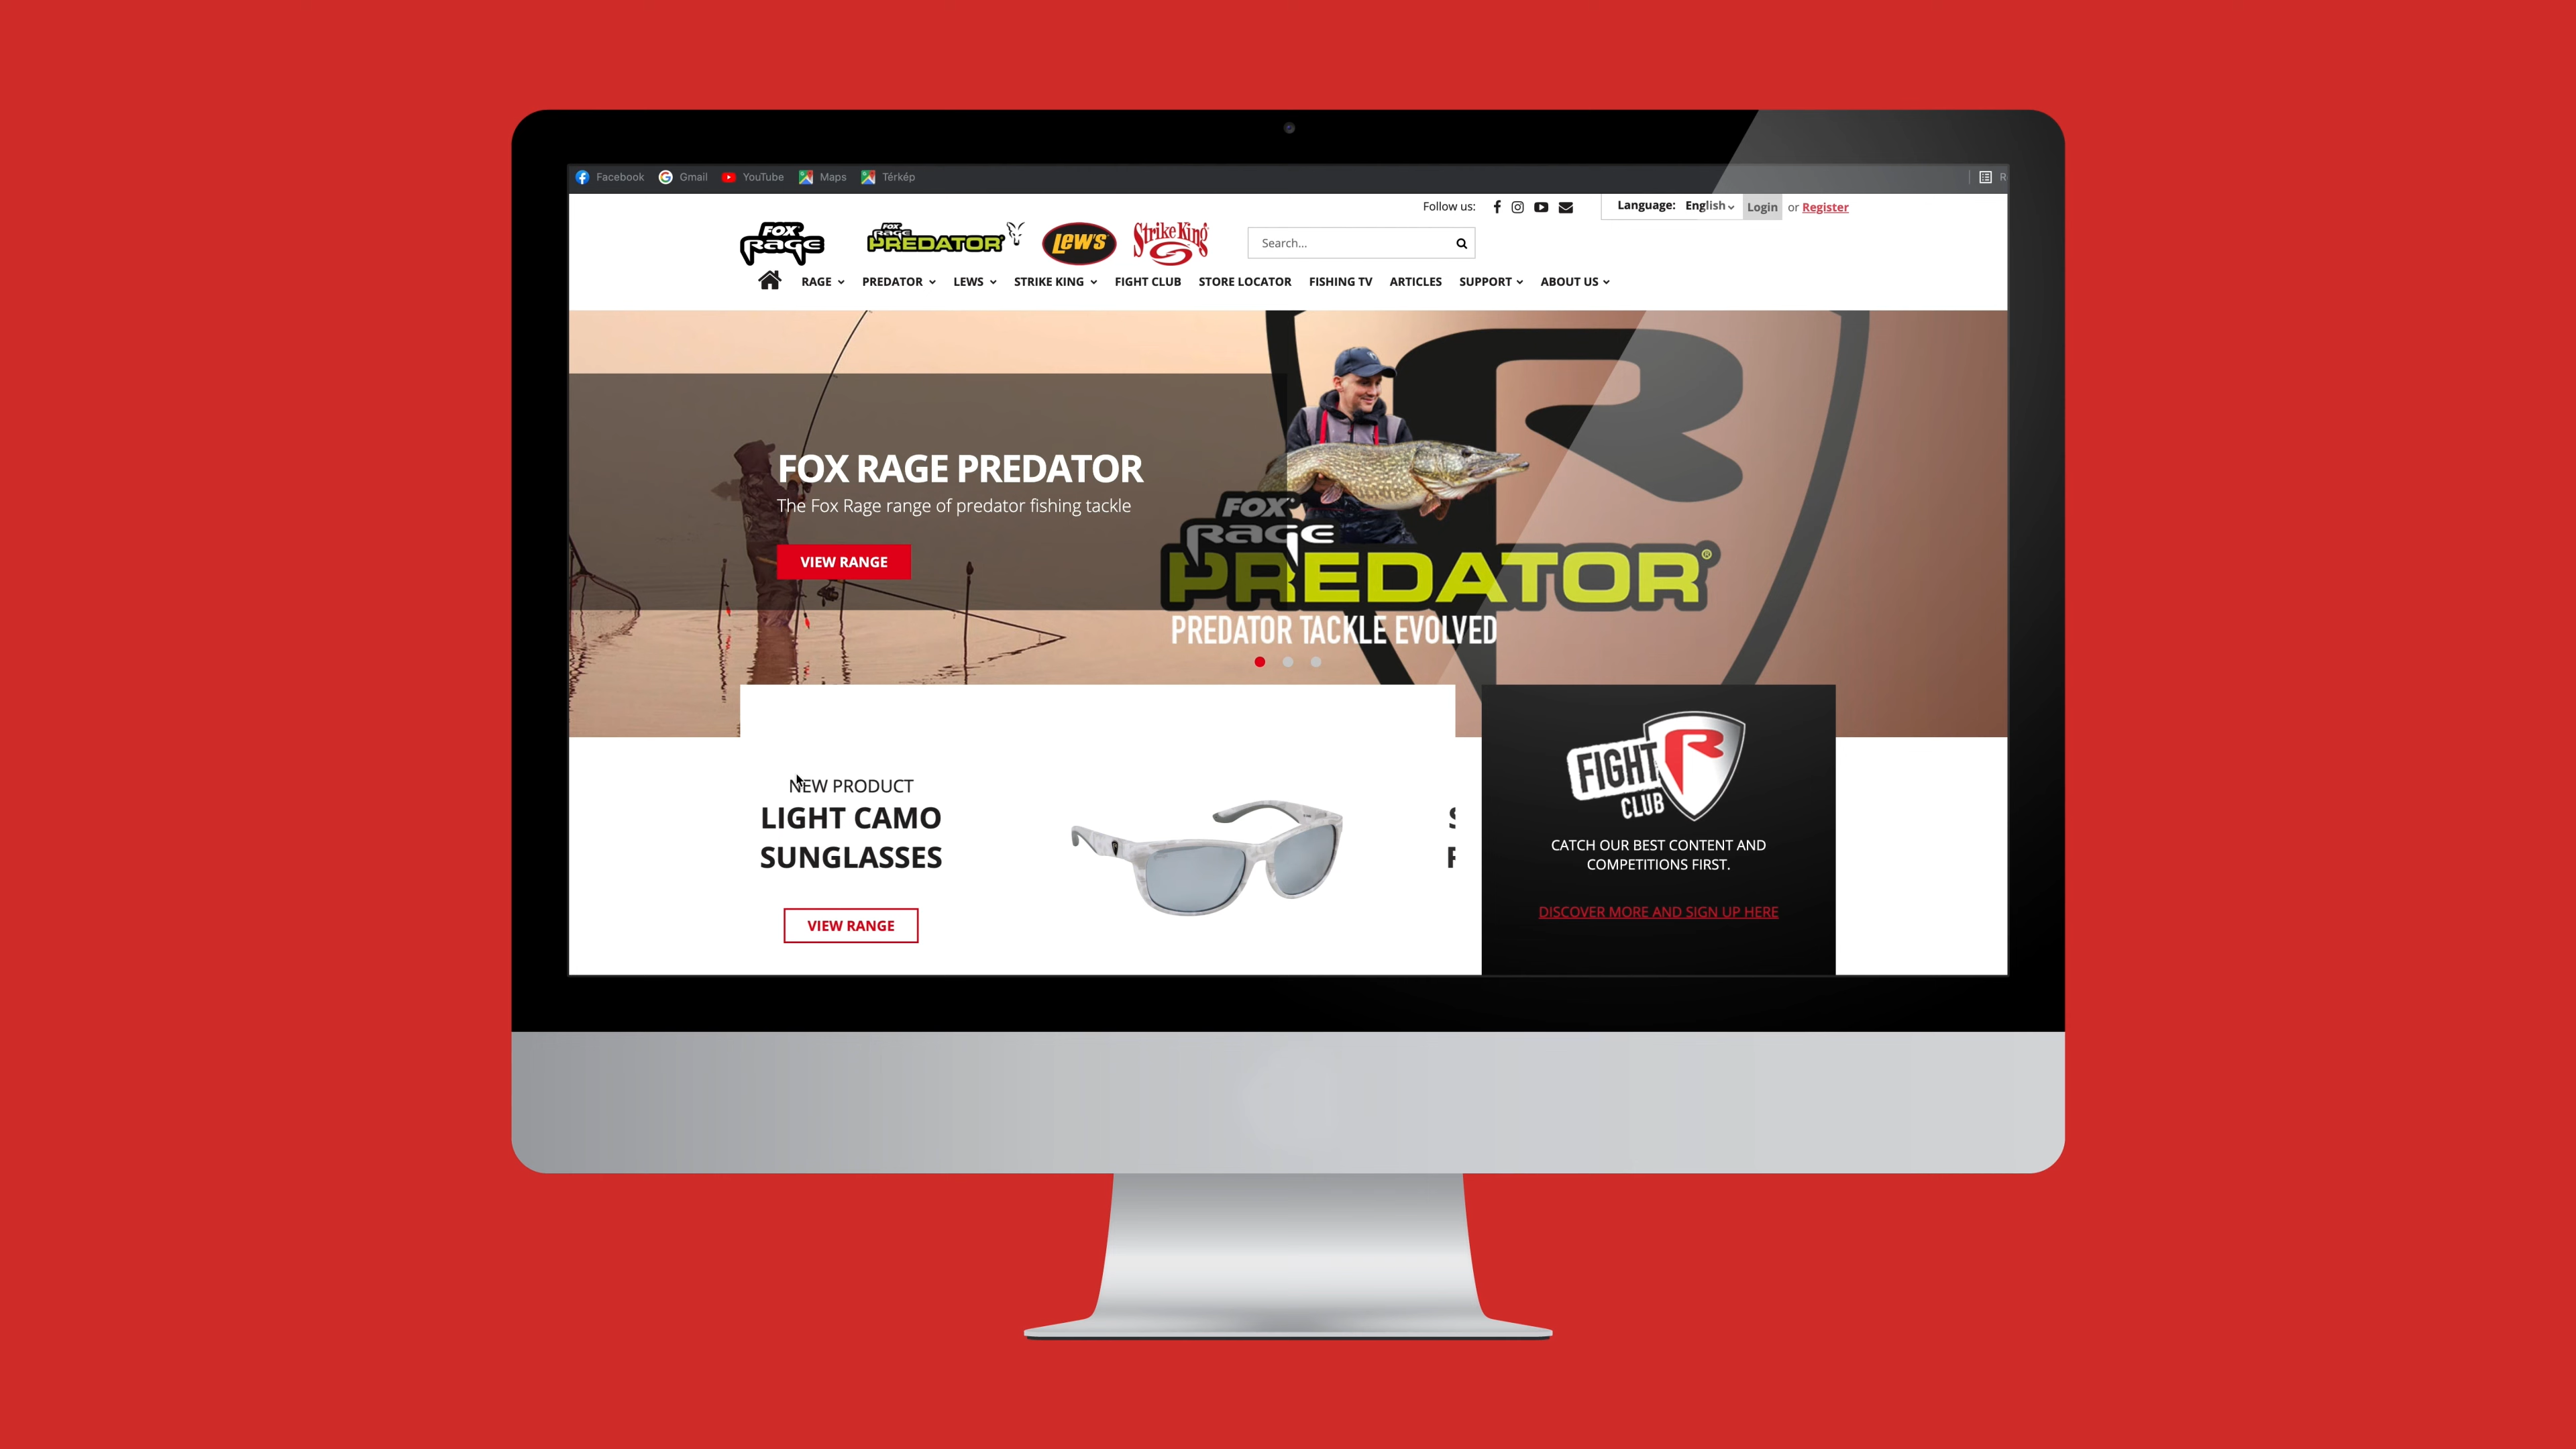 Facebook Gmail YouTube Maps Térkép
Follow us: Language: English Login or Register
FOX RAGE
FOX RAGE PREDATOR
LEW'S
Strike King
Search...
RAGE PREDATOR LEWS STRIKE KING FIGHT CLUB STORE LOCATOR FISHING TV ARTICLES SUPPORT ABOUT US
FOX RAGE PREDATOR
The Fox Rage range of predator fishing tackle
VIEW RANGE
FOX
RAGE
PREDATOR®
PREDATOR TACKLE EVOLVED
NEW PRODUCT
LIGHT CAMO
SUNGLASSES
VIEW RANGE
FIGHT
CLUB
CATCH OUR BEST CONTENT AND
COMPETITIONS FIRST.
DISCOVER MORE AND SIGN UP HERE